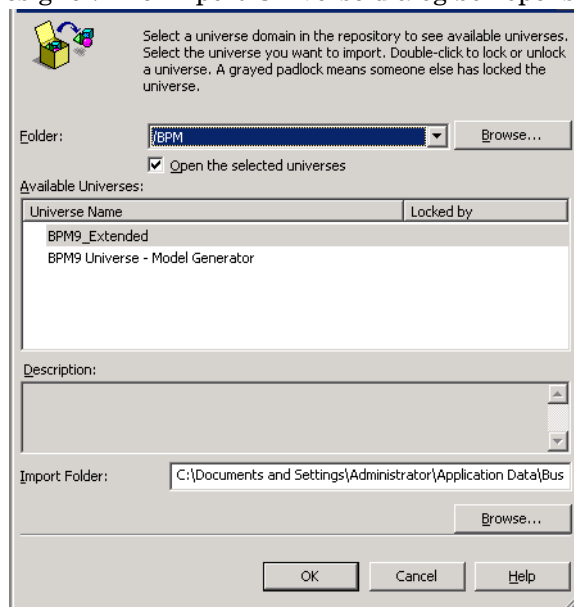 Select a universe domain in the repository to see available universes.
Select the universe you want to import. Double-click to lock or unlock
a universe. A grayed padlock means someone else has locked the
universe.
Folder:
/BPM
Browse...
Open the selected universes
Available Universes:
Universe Name Locked by
BPM9_Extended
BPM9 Universe - Model Generator
Description:
Import Folder:
C:\Documents and Settings\Administrator\Application Data\Bus
Browse...
OK Cancel Help